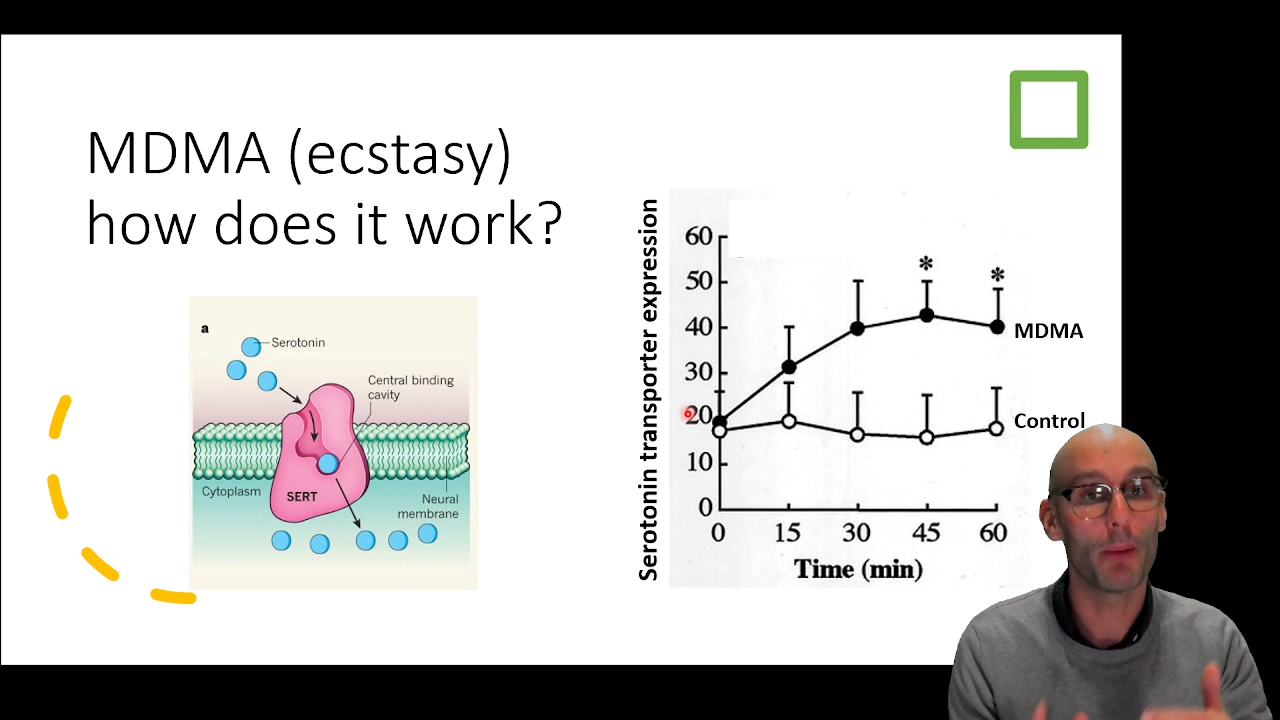 MDMA (ecstasy)
how does it work?
a
Serotonin
Central binding
cavity
Cytoplasm
SERT
Neural
membrane
Serotonin transporter expression
60
50
40
30
20
10
0
* *
MDMA
Control
0 15 30 45 60
Time (min)